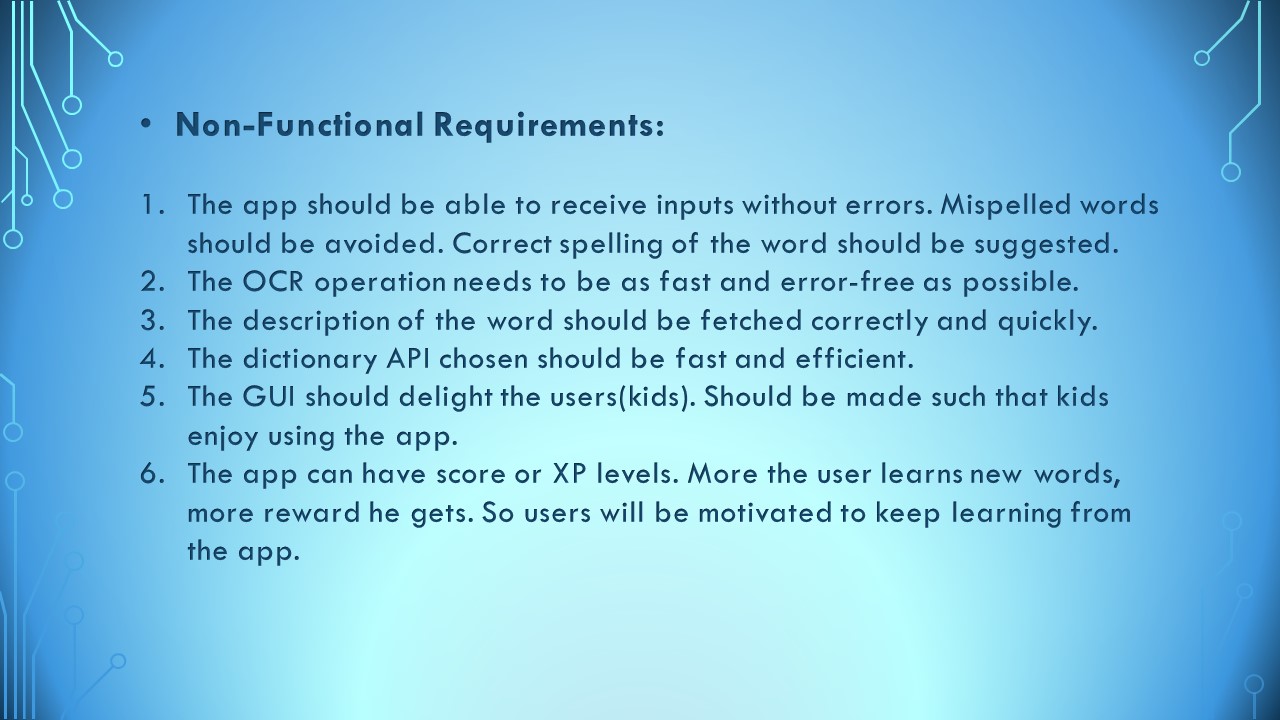 • Non-Functional Requirements:
1. The app should be able to receive inputs without errors. Mispelled words
should be avoided. Correct spelling of the word should be suggested.
2. The OCR operation needs to be as fast and error-free as possible.
3. The description of the word should be fetched correctly and quickly.
4. The dictionary API chosen should be fast and efficient.
5. The GUI should delight the users(kids). Should be made such that kids
enjoy using the app.
6. The app can have score or XP levels. More the user learns new words,
more reward he gets. So users will be motivated to keep learning from
the app.